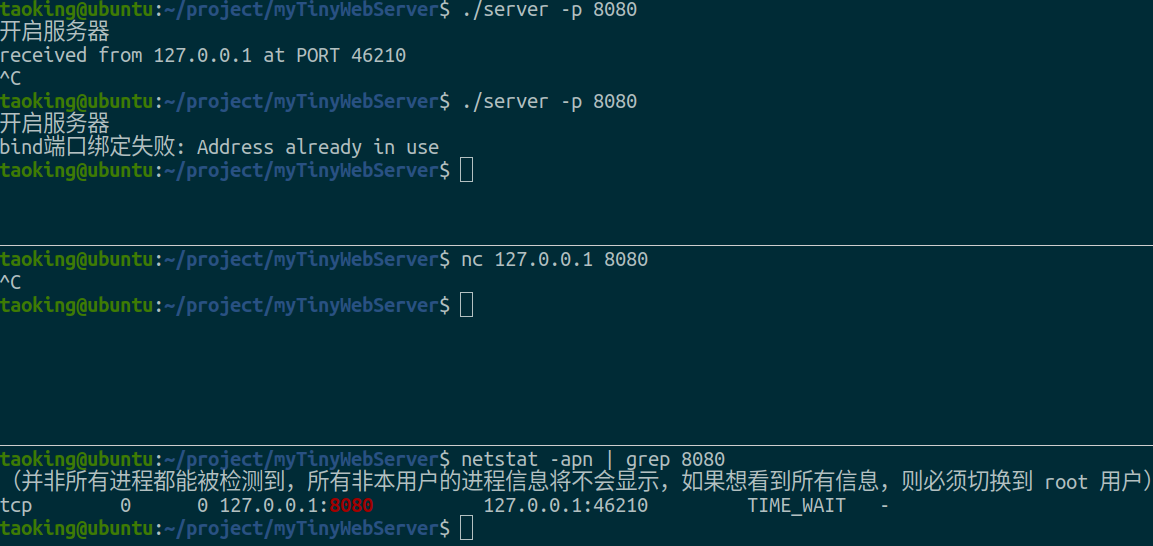 taoking@ubuntu:~/project/myTinyWebServer$ ./server -p 8080
开启服务器
received from 127.0.0.1 at PORT 46210
^C
taoking@ubuntu:~/project/myTinyWebServer$ ./server -p 8080
开启服务器
bind端口绑定失败: Address already in use
taoking@ubuntu:~/project/myTinyWebServer$
taoking@ubuntu:~/project/myTinyWebServer$ nc 127.0.0.1 8080
^C
taoking@ubuntu:~/project/myTinyWebServer$
taoking@ubuntu:~/project/myTinyWebServer$ netstat -apn | grep 8080
（并非所有进程都能被检测到，所有非本用户的进程信息将不会显示，如果想看到所有信息，则必须切换到 root 用户）
tcp        0      0 127.0.0.1:8080          127.0.0.1:46210         TIME_WAIT   -
taoking@ubuntu:~/project/myTinyWebServer$